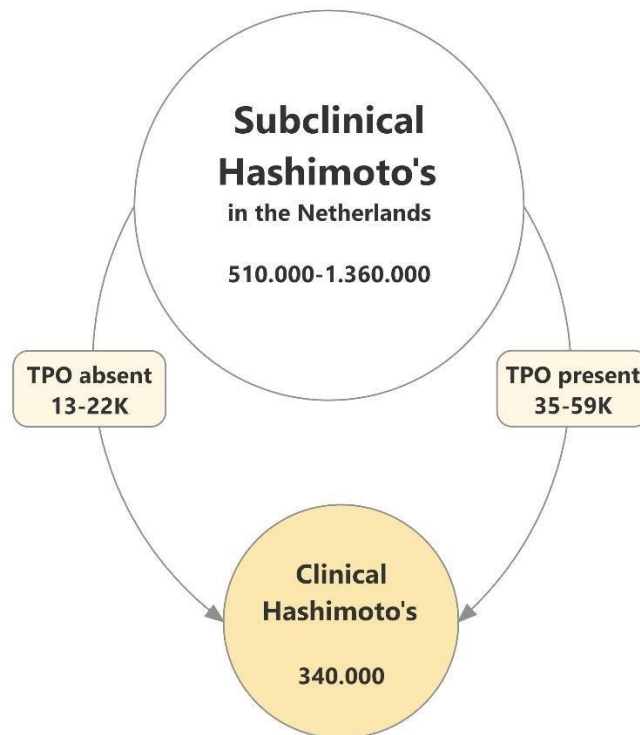 Subclinical
Hashimoto's
in the Netherlands
510.000-1.360.000
TPO absent
13-22K
TPO present
35-59K
Clinical
Hashimoto's
340.000